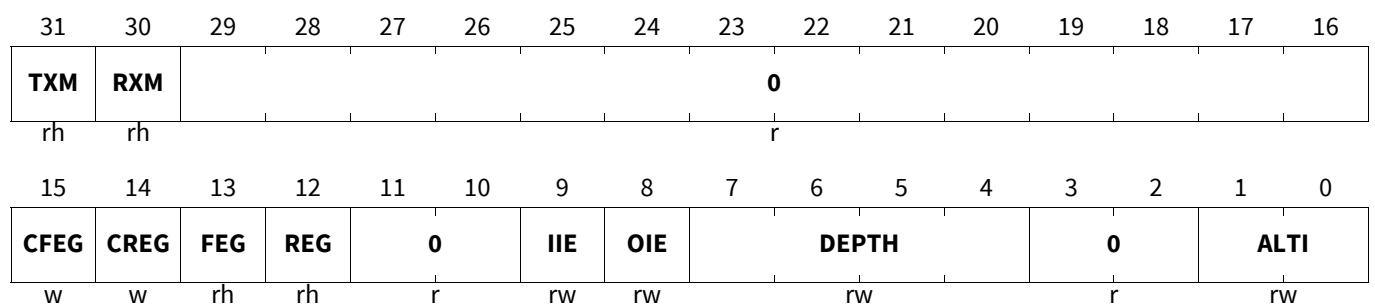 31 30 29 28 27 26 25 24 23 22 21 20 19 18 17 16
TXM RXM 0
rh rh r
15 14 13 12 11 10 9 8 7 6 5 4 3 2 1 0
CFEG CREG FEG REG 0 IIE OIE DEPTH 0 ALTI
w w rh rh r rw rw rw r rw